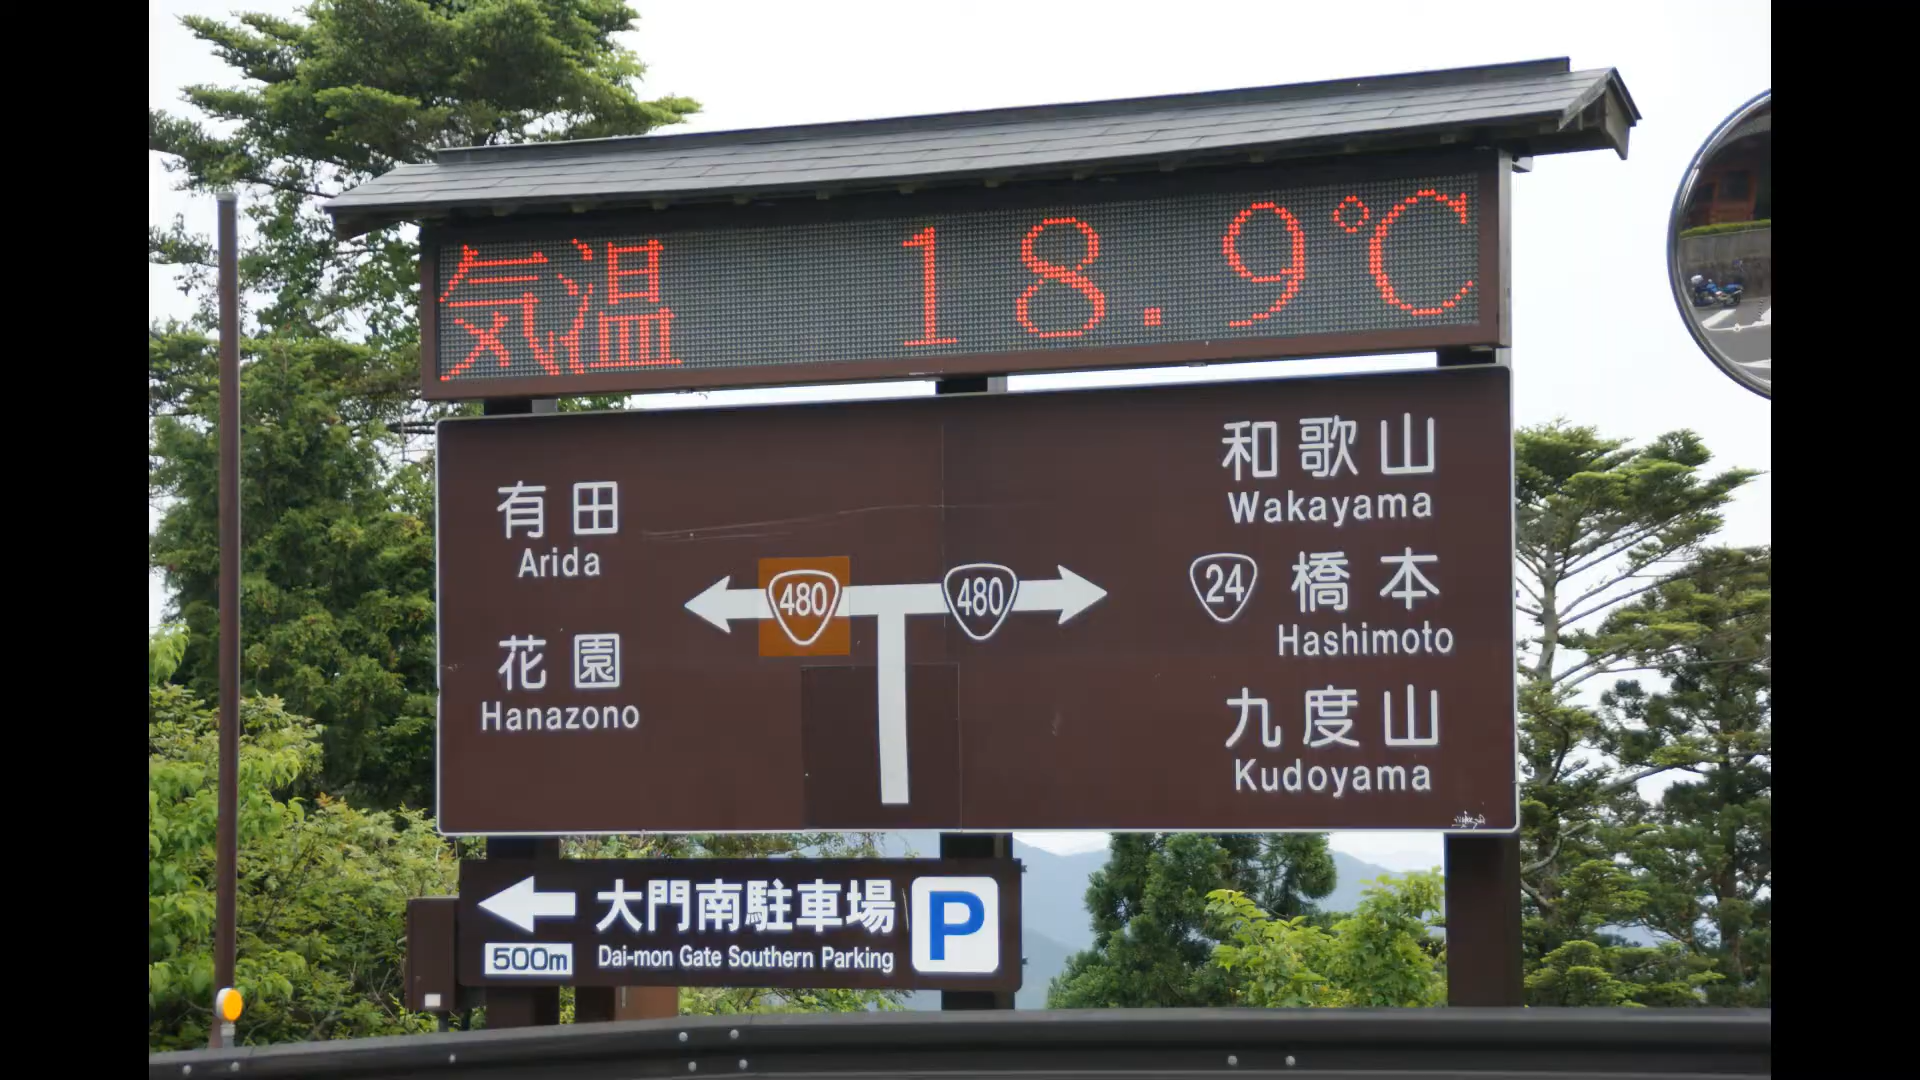 気温 18.9℃
和歌山
Wakayama
有田
Arida
480
480
24 橋本
Hashimoto
花園
Hanazono
九度山
Kudoyama
大門南駐車場 P
500m Dai-mon Gate Southern Parking